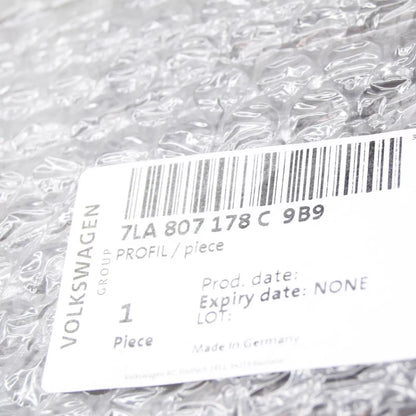 VOLKSWAGEN
GROUP
7LA 807 178 C 9B9
PROFIL / piece
1
Piece
Prod. date:
Expiry date: NONE
LOT:
Made in Germany